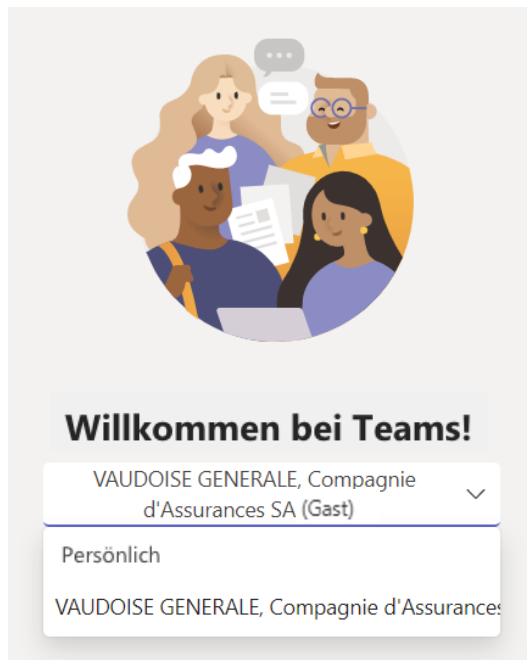 Willkommen bei Teams!
VAUDOISE GENERALE, Compagnie
d'Assurances SA (Gast)
Persönlich
VAUDOISE GENERALE, Compagnie d'Assurances